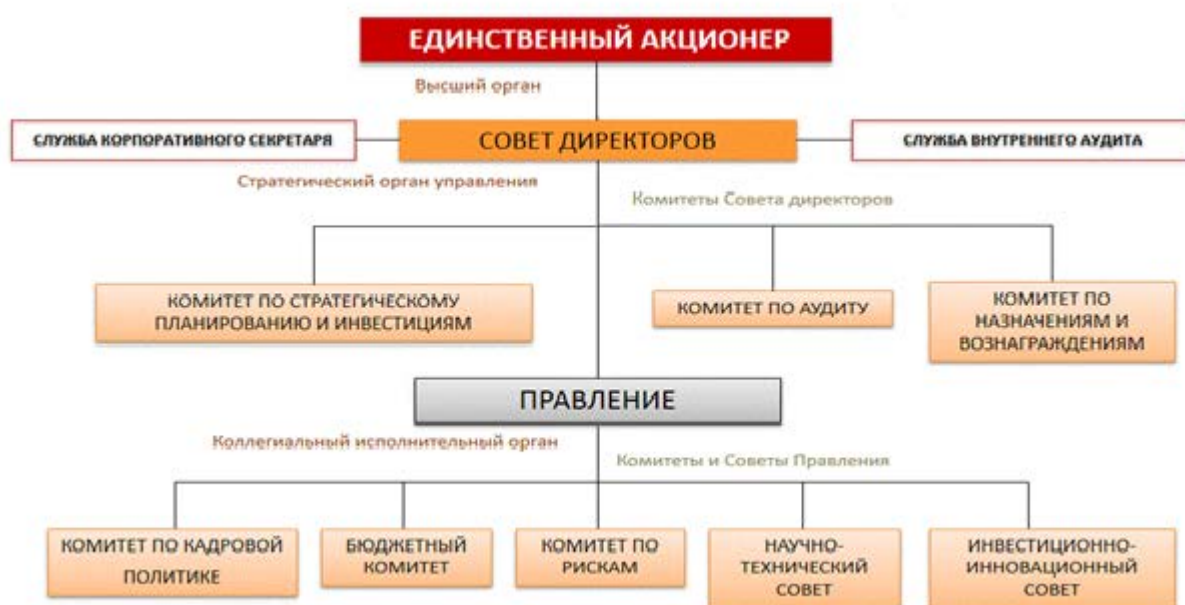 ЕДИНСТВЕННЫЙ АКЦИОНЕР
Высший орган
СЛУЖБА КОРПОРАТИВНОГО СЕКРЕТАРЯ
СОВЕТ ДИРЕКТОРОВ
СЛУЖБА ВНУТРЕННЕГО АУДИТА
Стратегический орган управления
Комитеты Совета директоров
КОМИТЕТ ПО СТРАТЕГИЧЕСКОМУ
ПЛАНИРОВАНИЮ И ИНВЕСТИЦИЯМ
КОМИТЕТ ПО АУДИТУ
КОМИТЕТ ПО
НАЗНАЧЕНИЯМ И
ВОЗНАГРАЖДЕНИЯМ
ПРАВЛЕНИЕ
Коллегиальный исполнительный орган
Комитеты и Советы Правления
КОМИТЕТ ПО КАДРОВОЙ
ПОЛИТИКЕ
БЮДЖЕТНЫЙ
КОМИТЕТ
КОМИТЕТ ПО
РИСКАМ
НАУЧНО-
ТЕХНИЧЕСКИЙ
СОВЕТ
ИНВЕСТИЦИОННО-
ИННОВАЦИОННЫЙ
СОВЕТ